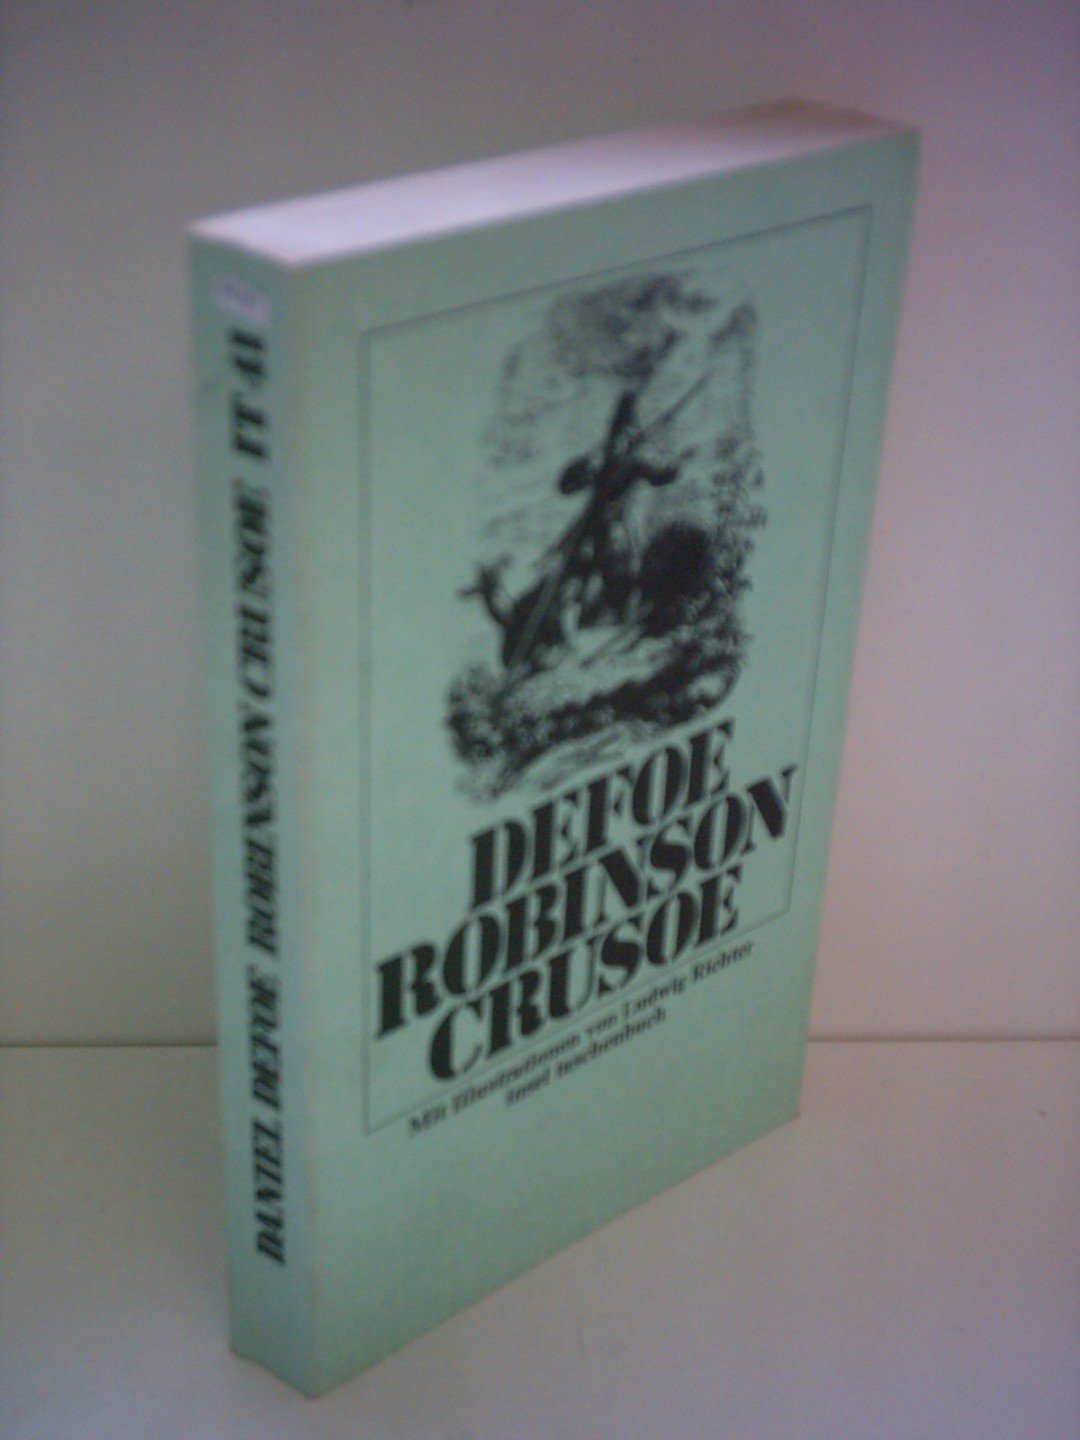 DANIEL DEFOE ROBINSON CRUSOE IT 41
DEFOE
ROBINSON
CRUSOE
Mit Illustrationen von Ludwig Richter
Insel taschenbuch